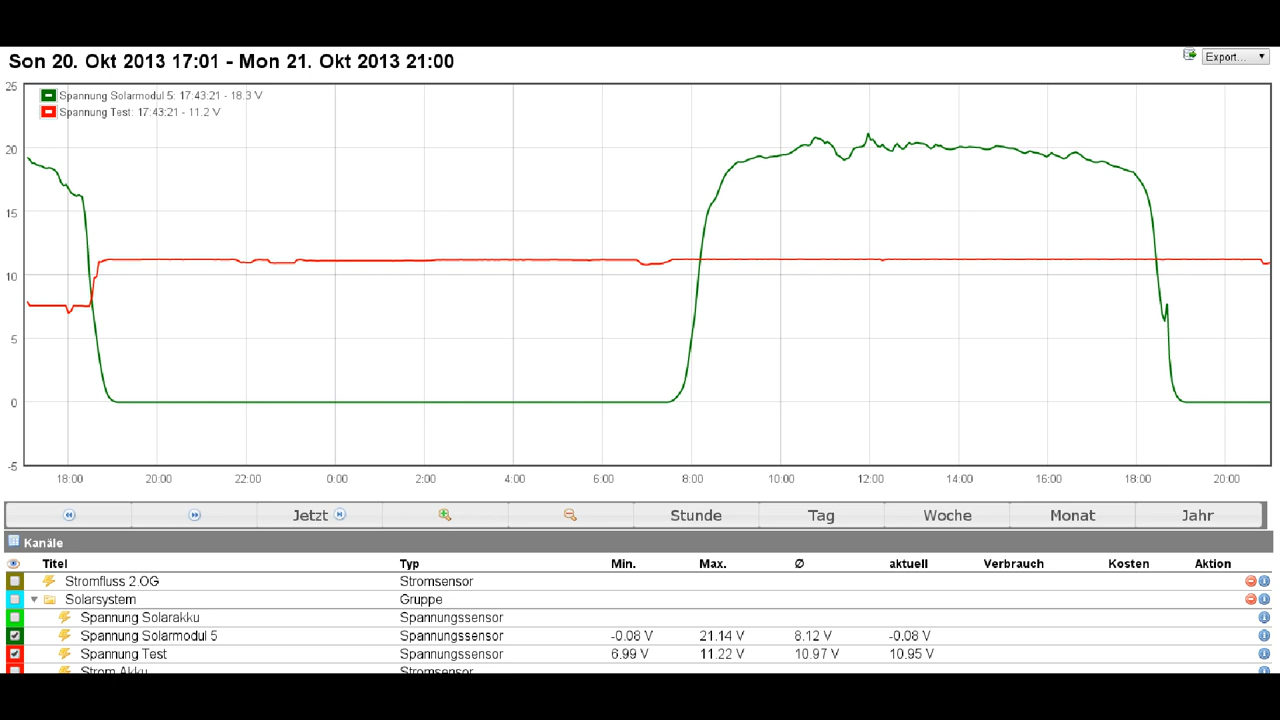 Son 20. Okt 2013 17:01 - Mon 21. Okt 2013 21:00
Export...
25
Spannung Solarmodul 5: 17:43:21 - 18.3 V
Spannung Test: 17:43:21 - 11.2 V
20
15
10
5
0
-5
18:00 20:00 22:00 0:00 2:00 4:00 6:00 8:00 10:00 12:00 14:00 16:00 18:00 20:00
Jetzt Stunde Tag Woche Monat Jahr
Kanäle
Titel Typ Min. Max. Ø aktuell Verbrauch Kosten Aktion
Stromfluss 2.OG Stromsensor
Solarsystem Gruppe
Spannung Solarakku Spannungssensor
Spannung Solarmodul 5 Spannungssensor -0.08 V 21.14 V 8.12 V -0.08 V
Spannung Test Spannungssensor 6.99 V 11.22 V 10.97 V 10.95 V
Strom Akku Stromsensor